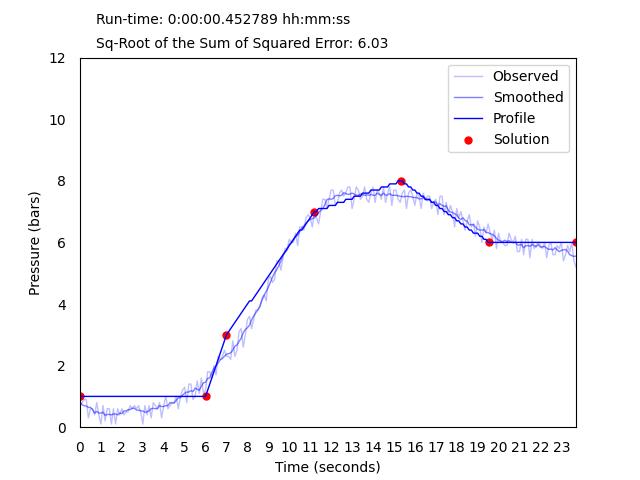 Run-time: 0:00:00.452789 hh:mm:ss
Sq-Root of the Sum of Squared Error: 6.03
12
10
8
6
4
2
0
Pressure (bars)
Observed
Smoothed
Profile
Solution
0 1 2 3 4 5 6 7 8 9 10 11 12 13 14 15 16 17 18 19 20 21 22 23
Time (seconds)